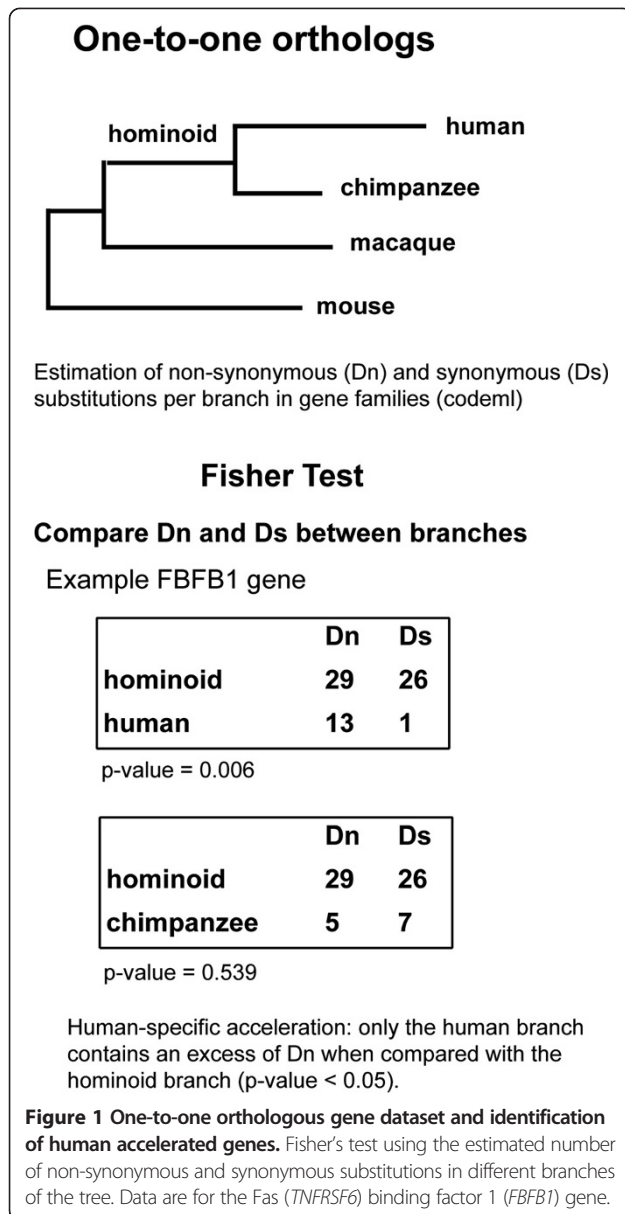 One-to-one orthologs
hominoid
human
chimpanzee
macaque
mouse
Estimation of non-synonymous (Dn) and synonymous (Ds)
substitutions per branch in gene families (codeml)
Fisher Test
Compare Dn and Ds between branches
Example FBFB1 gene
Dn Ds
hominoid 29 26
human 13 1
p-value = 0.006
Dn Ds
hominoid 29 26
chimpanzee 5 7
p-value = 0.539
Human-specific acceleration: only the human branch
contains an excess of Dn when compared with the
hominoid branch (p-value < 0.05).
Figure 1 One-to-one orthologous gene dataset and identification
of human accelerated genes. Fisher's test using the estimated number
of non-synonymous and synonymous substitutions in different branches
of the tree. Data are for the Fas (TNFRSF6) binding factor 1 (FBFB1) gene.